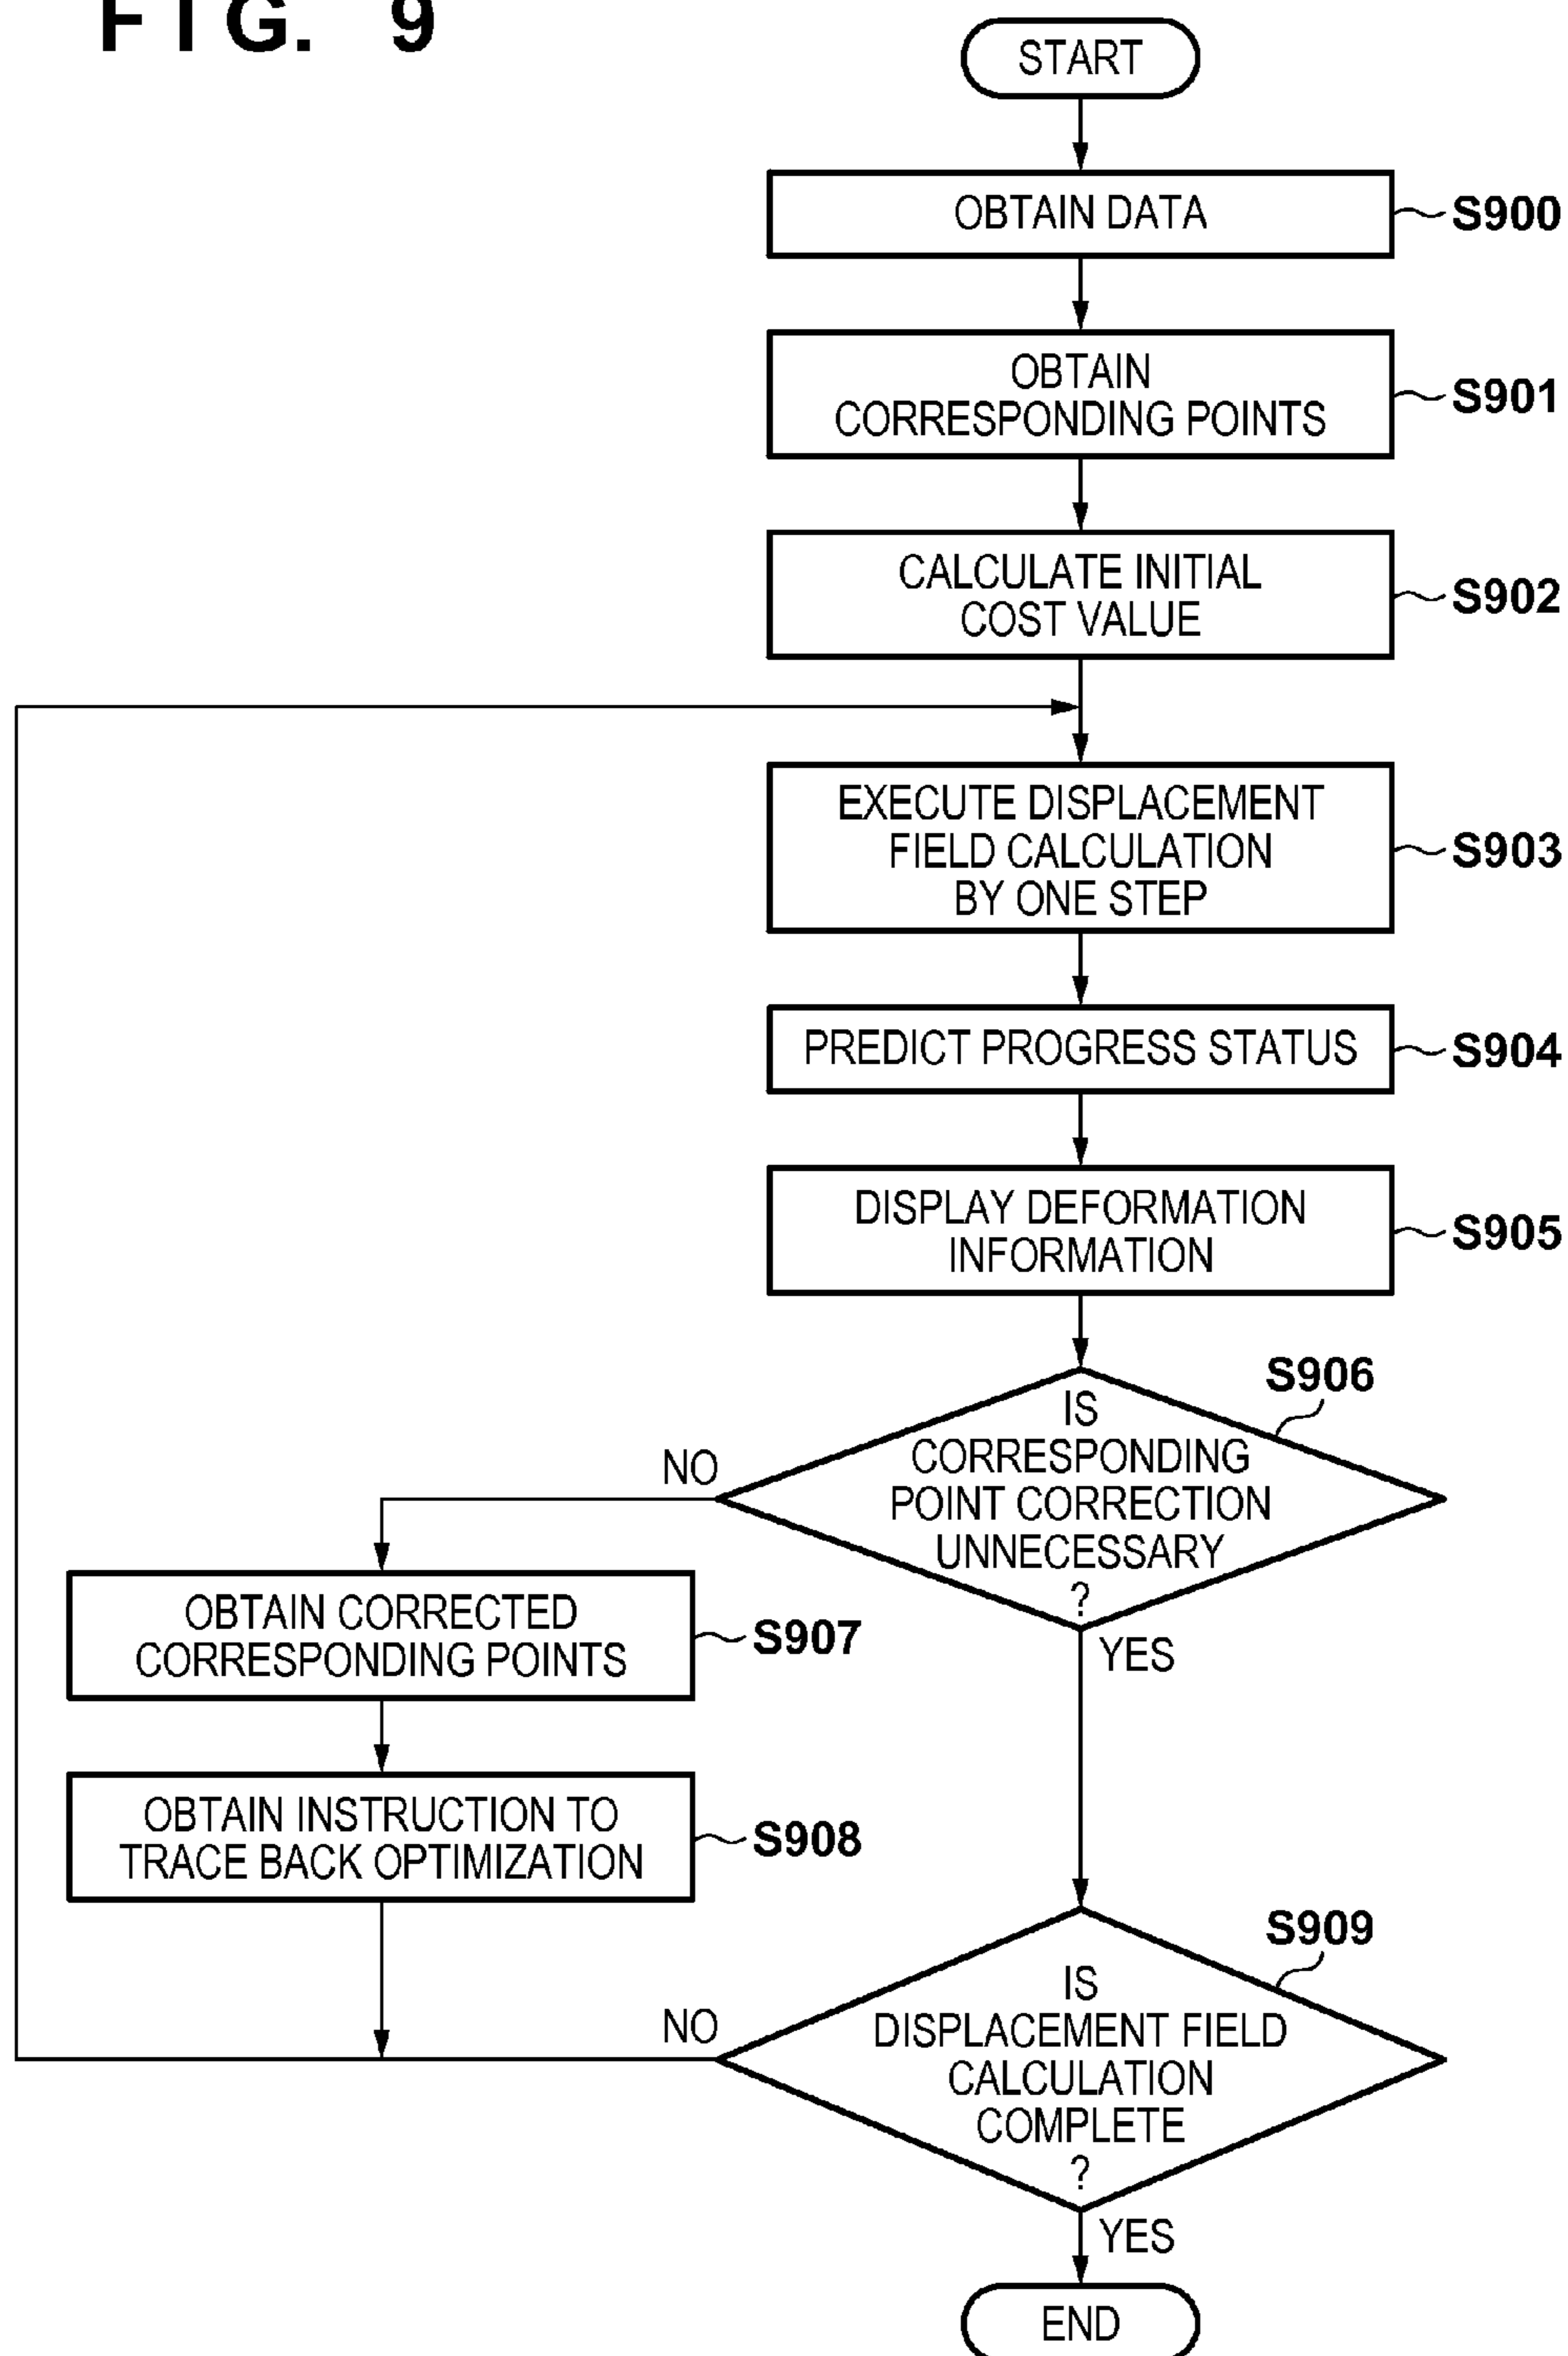 FIG. 9
START
OBTAIN DATA
S900
OBTAIN
CORRESPONDING POINTS
S901
CALCULATE INITIAL
COST VALUE
S902
EXECUTE DISPLACEMENT
FIELD CALCULATION
BY ONE STEP
S903
PREDICT PROGRESS STATUS
S904
DISPLAY DEFORMATION
INFORMATION
S905
S906
IS
CORRESPONDING
POINT CORRECTION
UNNECESSARY
?
NO
YES
OBTAIN CORRECTED
CORRESPONDING POINTS
S907
OBTAIN INSTRUCTION TO
TRACE BACK OPTIMIZATION
S908
S909
IS
DISPLACEMENT FIELD
CALCULATION
COMPLETE
?
NO
YES
END